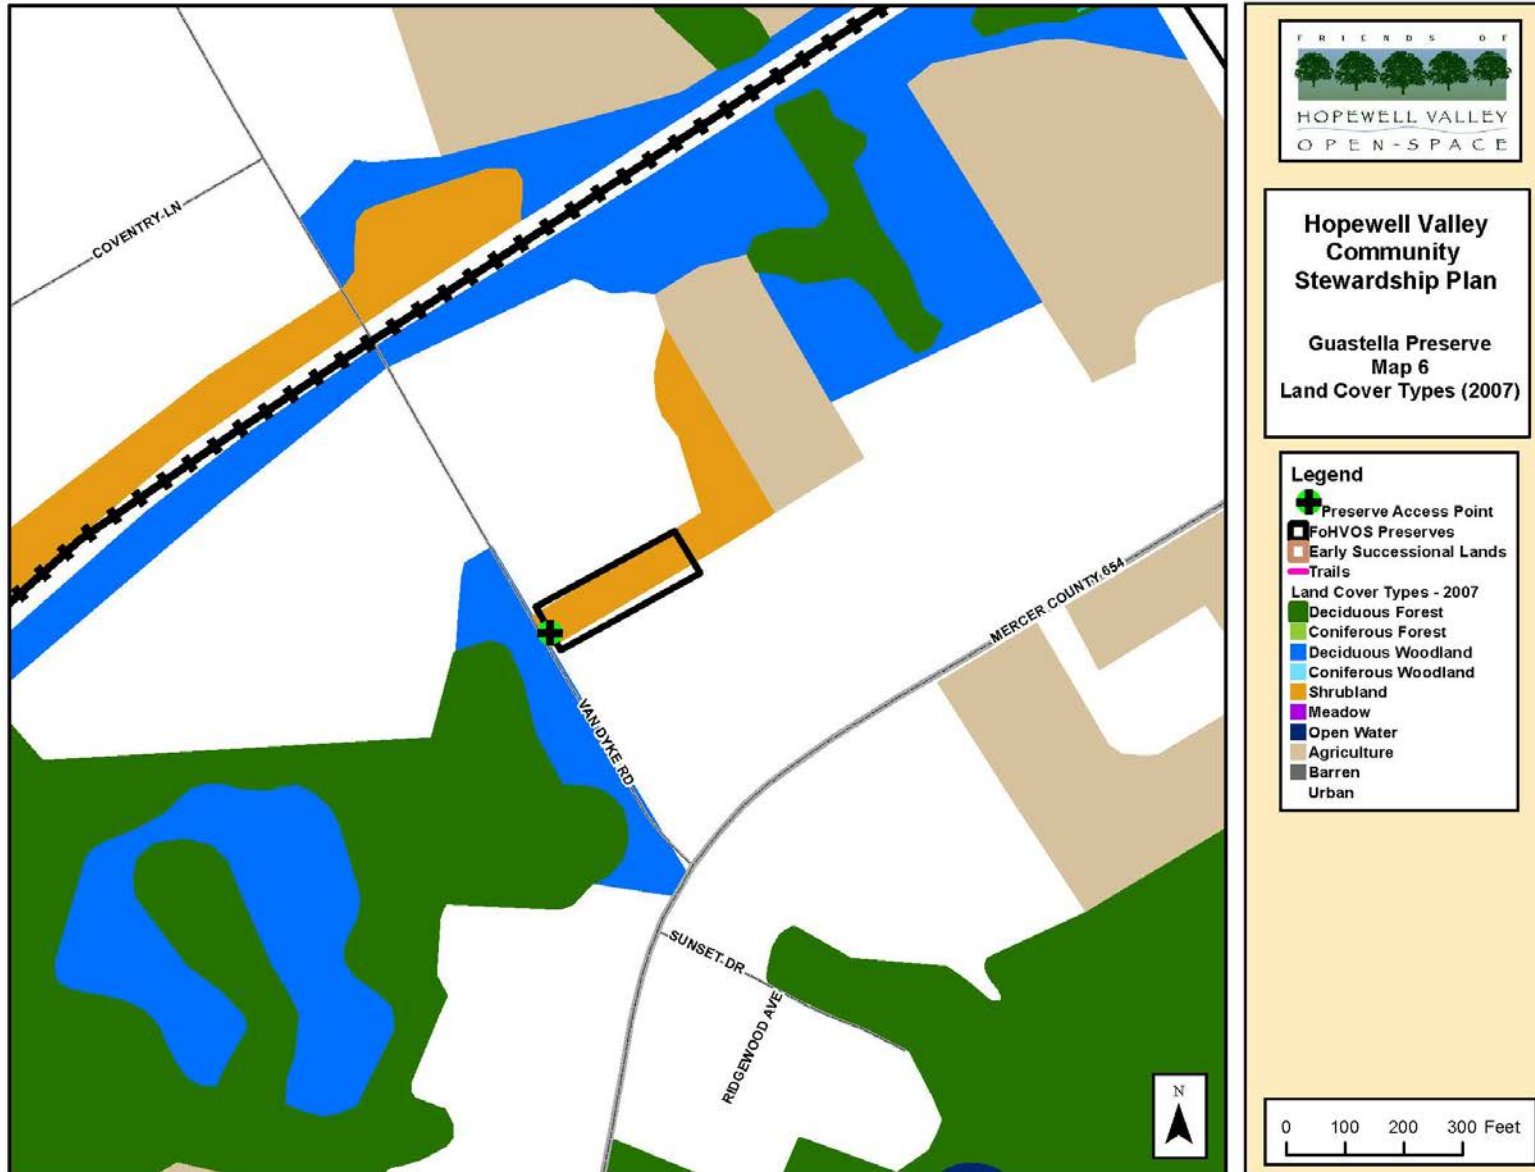 COVENTRY LN
VAN DYKE RD
MERCER COUNTY 654
SUNSET DR
RIDGEWOOD AVE
N
FRIENDS OF
HOPEWELL VALLEY
OPEN-SPACE
Hopewell Valley
Community
Stewardship Plan
Guastella Preserve
Map 6
Land Cover Types (2007)
Legend
Preserve Access Point
FoHVOS Preserves
Early Successional Lands
Trails
Land Cover Types - 2007
Deciduous Forest
Coniferous Forest
Deciduous Woodland
Coniferous Woodland
Shrubland
Meadow
Open Water
Agriculture
Barren
Urban
0 100 200 300 Feet